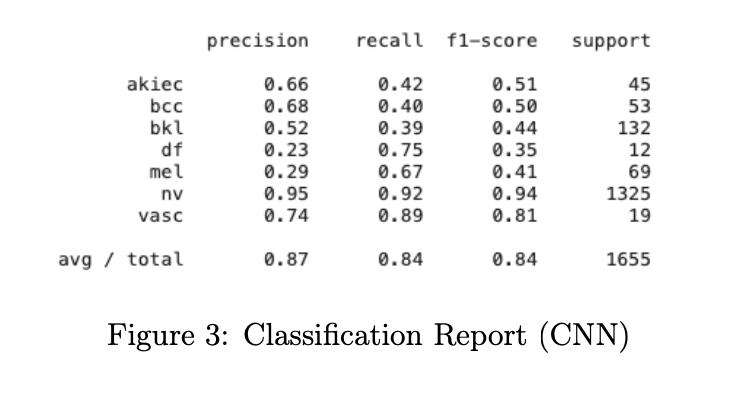 precision recall f1-score support
akiec 0.66 0.42 0.51 45
bcc 0.68 0.40 0.50 53
bkl 0.52 0.39 0.44 132
df 0.23 0.75 0.35 12
mel 0.29 0.67 0.41 69
nv 0.95 0.92 0.94 1325
vasc 0.74 0.89 0.81 19
avg / total 0.87 0.84 0.84 1655
Figure 3: Classification Report (CNN)